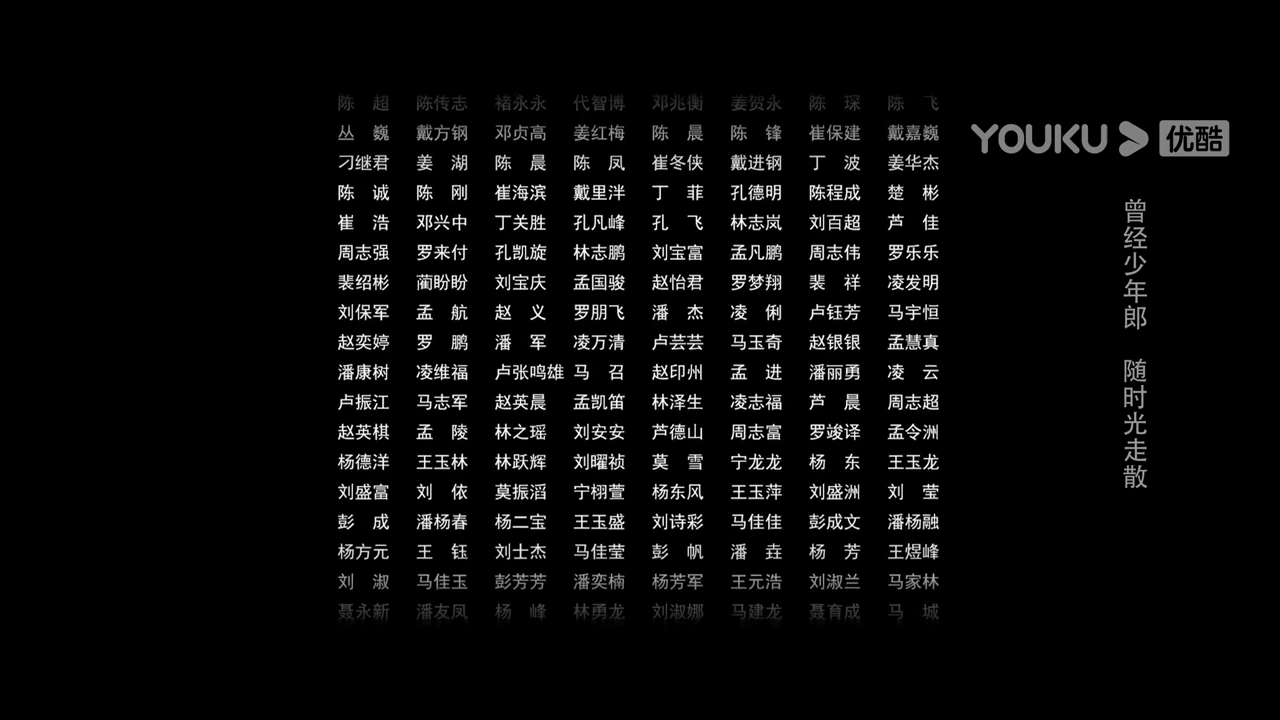 陈 超 陈传志 褚永永 代智博 邓兆衡 姜贺永 陈 琛 陈 飞
丛 巍 戴方钢 邓贞高 姜红梅 陈 晨 陈 锋 崔保建 戴嘉巍
刁继君 姜 湖 陈 晨 陈 凤 崔冬侠 戴进钢 丁 波 姜华杰
陈 诚 陈 刚 崔海滨 戴里泮 丁 菲 孔德明 陈程成 楚 彬
崔 浩 邓兴中 丁关胜 孔凡峰 孔 飞 林志岚 刘百超 芦 佳
周志强 罗来付 孔凯旋 林志鹏 刘宝富 孟凡鹏 周志伟 罗乐乐
裴绍彬 蔺盼盼 刘宝庆 孟国骏 赵怡君 罗梦翔 裴 祥 凌发明
刘保军 孟 航 赵 义 罗朋飞 潘 杰 凌 俐 卢钰芳 马宇恒
赵奕婷 罗 鹏 潘 军 凌万清 卢芸芸 马玉奇 赵银银 孟慧真
潘康树 凌维福 卢张鸣雄 马 召 赵印州 孟 进 潘丽勇 凌 云
卢振江 马志军 赵英晨 孟凯笛 林泽生 凌志福 芦 晨 周志超
赵英棋 孟 陵 林之瑶 刘安安 芦德山 周志富 罗竣译 孟令洲
杨德洋 王玉林 林跃辉 刘曜祯 莫 雪 宁龙龙 杨 东 王玉龙
刘盛富 刘 依 莫振滔 宁栩萱 杨东风 王玉萍 刘盛洲 刘 莹
彭 成 潘杨春 杨二宝 王玉盛 刘诗彩 马佳佳 彭成文 潘杨融
杨方元 王 钰 刘士杰 马佳莹 彭 帆 潘 垚 杨 芳 王煜峰
刘 淑 马佳玉 彭芳芳 潘奕楠 杨芳军 王元浩 刘淑兰 马家林
聂永新 潘友凤 杨 峰 林勇龙 刘淑娜 马建龙 聂育成 马 城
YOUKU 优酷
曾经少年郎 随时光走散